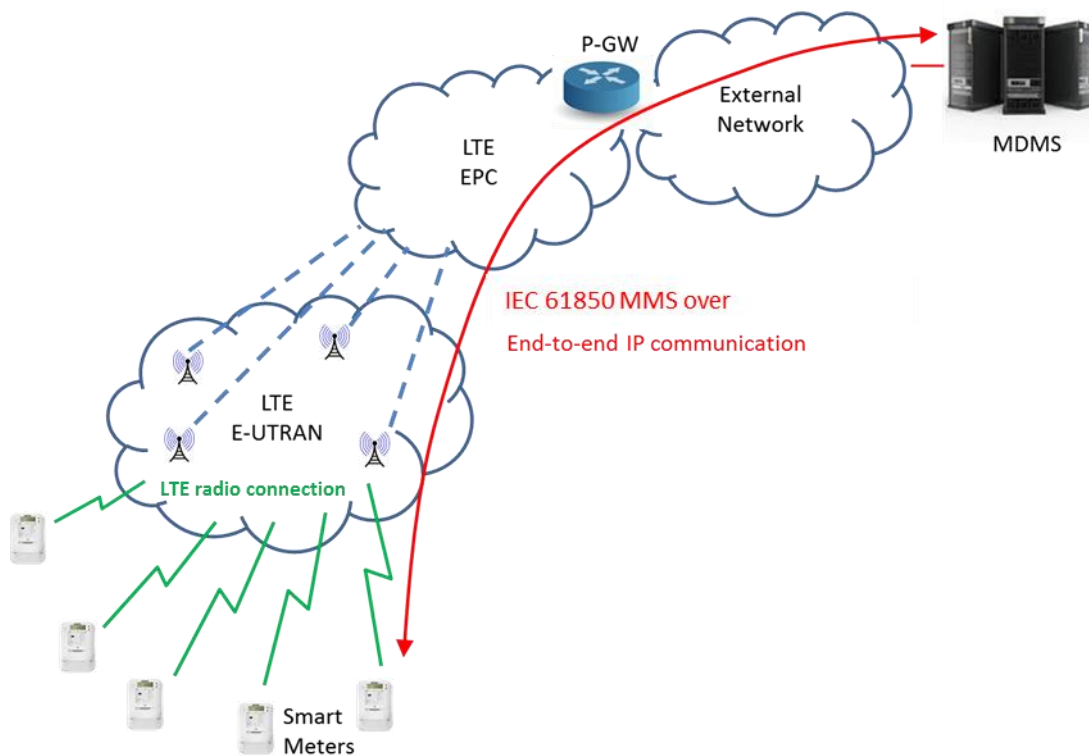 P-GW
External
Network
MDMS
LTE
EPC
IEC 61850 MMS over
End-to-end IP communication
LTE
E-UTRAN
LTE radio connection
Smart
Meters